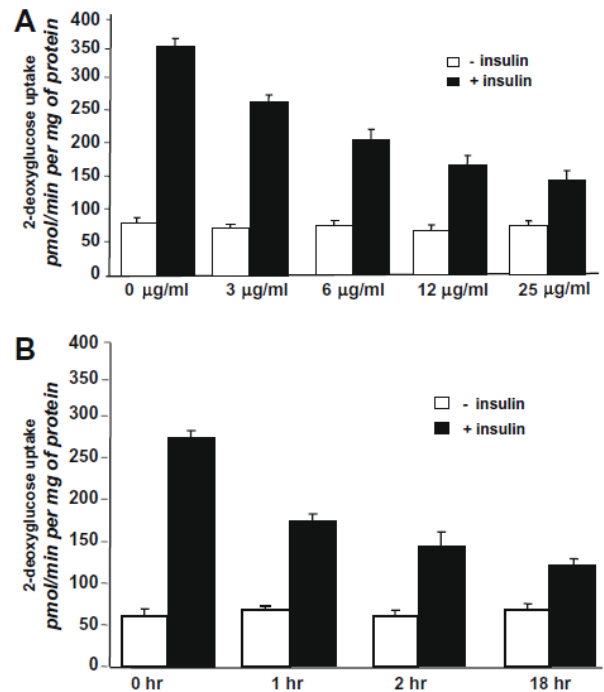 A
2-deoxyglucose uptake
pmol/min per mg of protein
400
350
300
250
200
150
100
50
0
- insulin
+ insulin
0 μg/ml
3 μg/ml
6 μg/ml
12 μg/ml
25 μg/ml
B
2-deoxyglucose uptake
pmol/min per mg of protein
400
350
300
250
200
150
100
50
0
- insulin
+ insulin
0 hr
1 hr
2 hr
18 hr